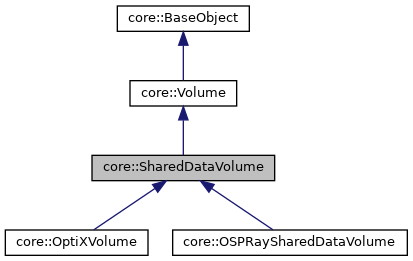 core::BaseObject
core::Volume
core::SharedDataVolume
core::OptiXVolume
core::OSPRaySharedDataVolume